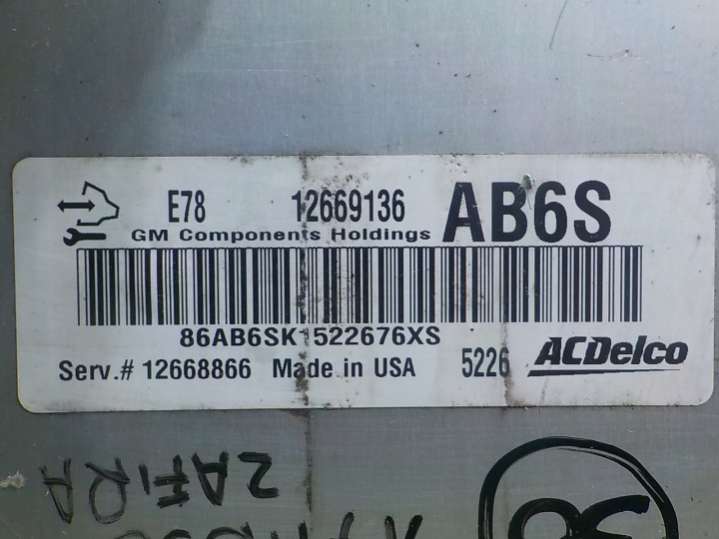 E78 12669136 AB6S
GM Components Holdings
86AB6SK1522676XS
Serv.# 12668866 Made in USA 5226 ACDelco
ZAFIRA